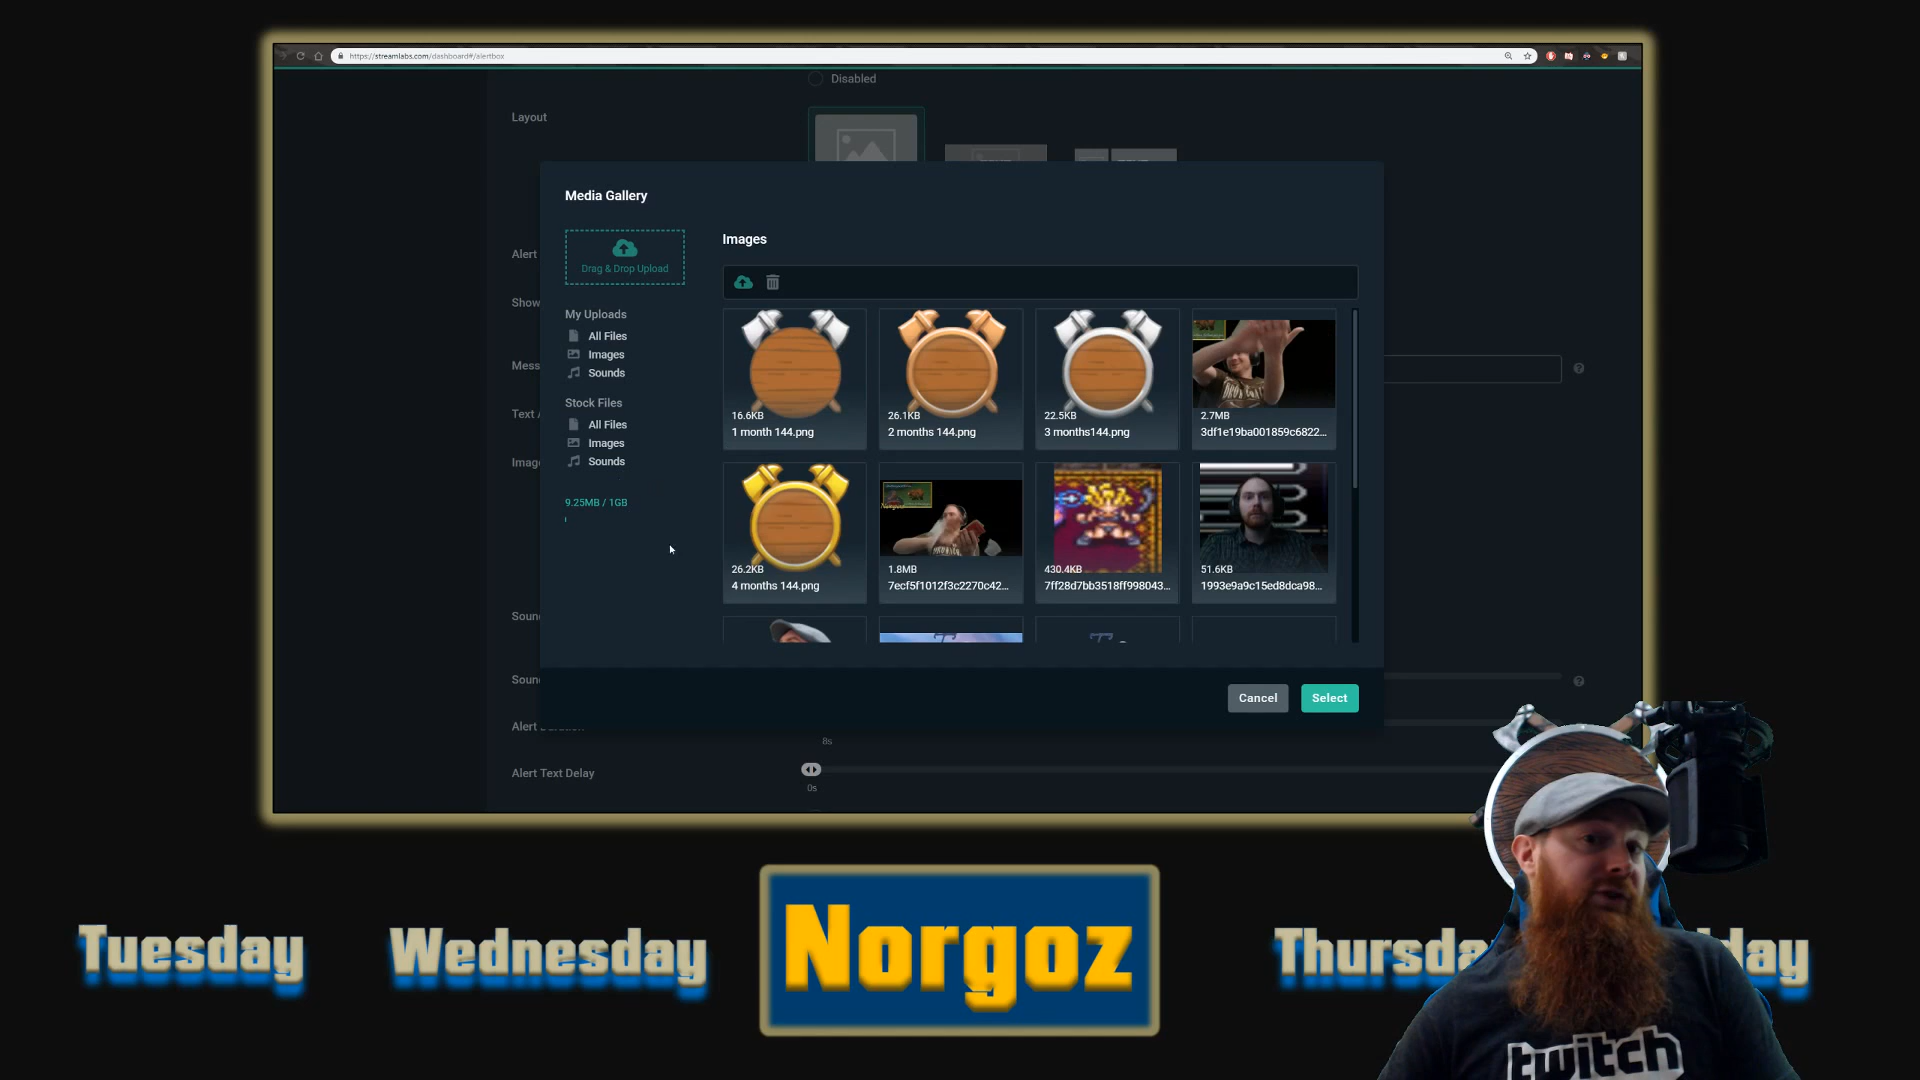 https://streamlabs.com/dashboard#/alertbox
Disabled
Layout
Media Gallery
Drag & Drop Upload
Images
My Uploads
All Files
Images
Sounds
Stock Files
All Files
Images
Sounds
9.25MB / 1GB
16.6KB
1 month 144.png
26.1KB
2 months 144.png
22.5KB
3 months144.png
2.7MB
3df1e19ba001859c6822...
26.2KB
4 months 144.png
1.8MB
7ecf5f1012f3c2270c42...
430.4KB
7ff28d7bb3518ff998043...
51.6KB
1993e9a9c15ed8dca98...
Alert
Show
Mess
Text A
Imag
Soun
Soun
Alert
Cancel
Select
8s
Alert Text Delay
0s
Tuesday
Wednesday
Norgoz
Thursda
day
twitch